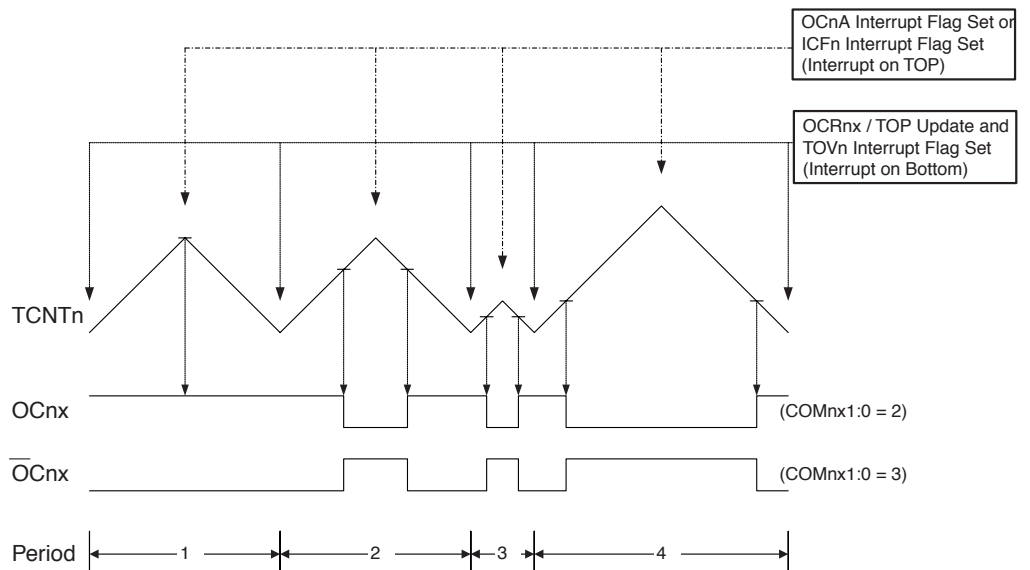 OCnA Interrupt Flag Set or
ICFn Interrupt Flag Set
(Interrupt on TOP)
OCRnx / TOP Update and
TOVn Interrupt Flag Set
(Interrupt on Bottom)
TCNTn
OCnx
(COMnx1:0 = 2)
O̅Cnx
(COMnx1:0 = 3)
Period
1
2
3
4